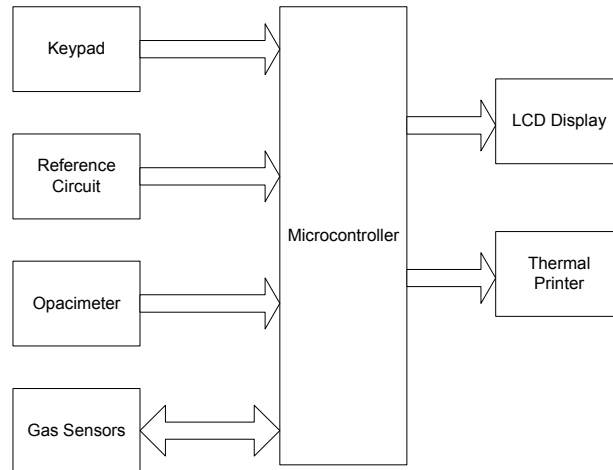 Keypad
Reference
Circuit
Opacimeter
Gas Sensors
Microcontroller
LCD Display
Thermal
Printer